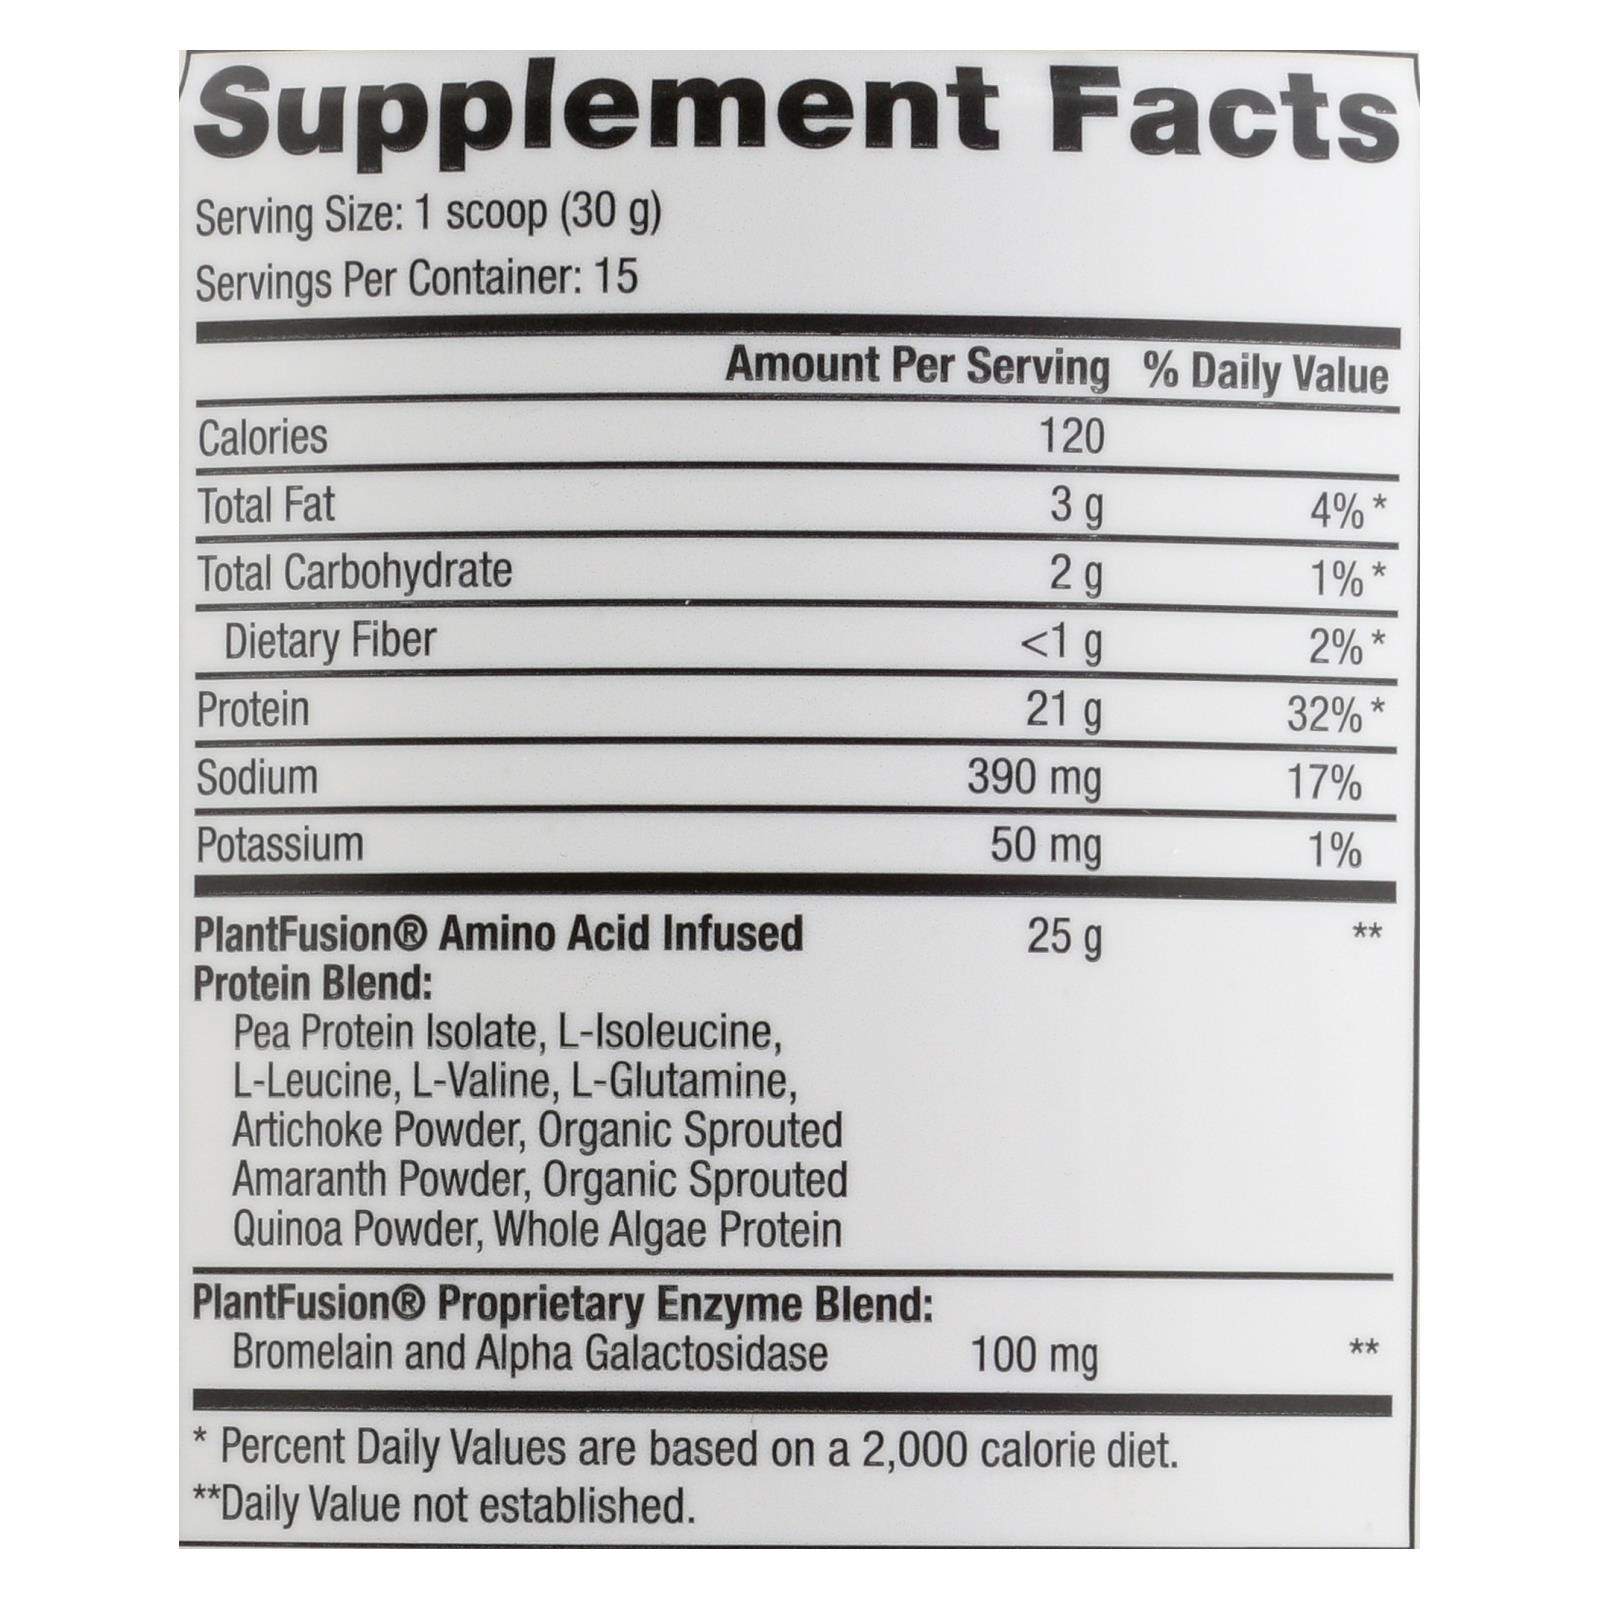 Supplement Facts
Serving Size: 1 scoop (30 g)
Servings Per Container: 15
Amount Per Serving % Daily Value
Calories 120
Total Fat 3 g 4% *
Total Carbohydrate 2 g 1% *
Dietary Fiber <1 g 2% *
Protein 21 g 32% *
Sodium 390 mg 17%
Potassium 50 mg 1%
PlantFusion® Amino Acid Infused 25 g **
Protein Blend:
Pea Protein Isolate, L-Isoleucine,
L-Leucine, L-Valine, L-Glutamine,
Artichoke Powder, Organic Sprouted
Amaranth Powder, Organic Sprouted
Quinoa Powder, Whole Algae Protein
PlantFusion® Proprietary Enzyme Blend:
Bromelain and Alpha Galactosidase 100 mg **
* Percent Daily Values are based on a 2,000 calorie diet.
**Daily Value not established.